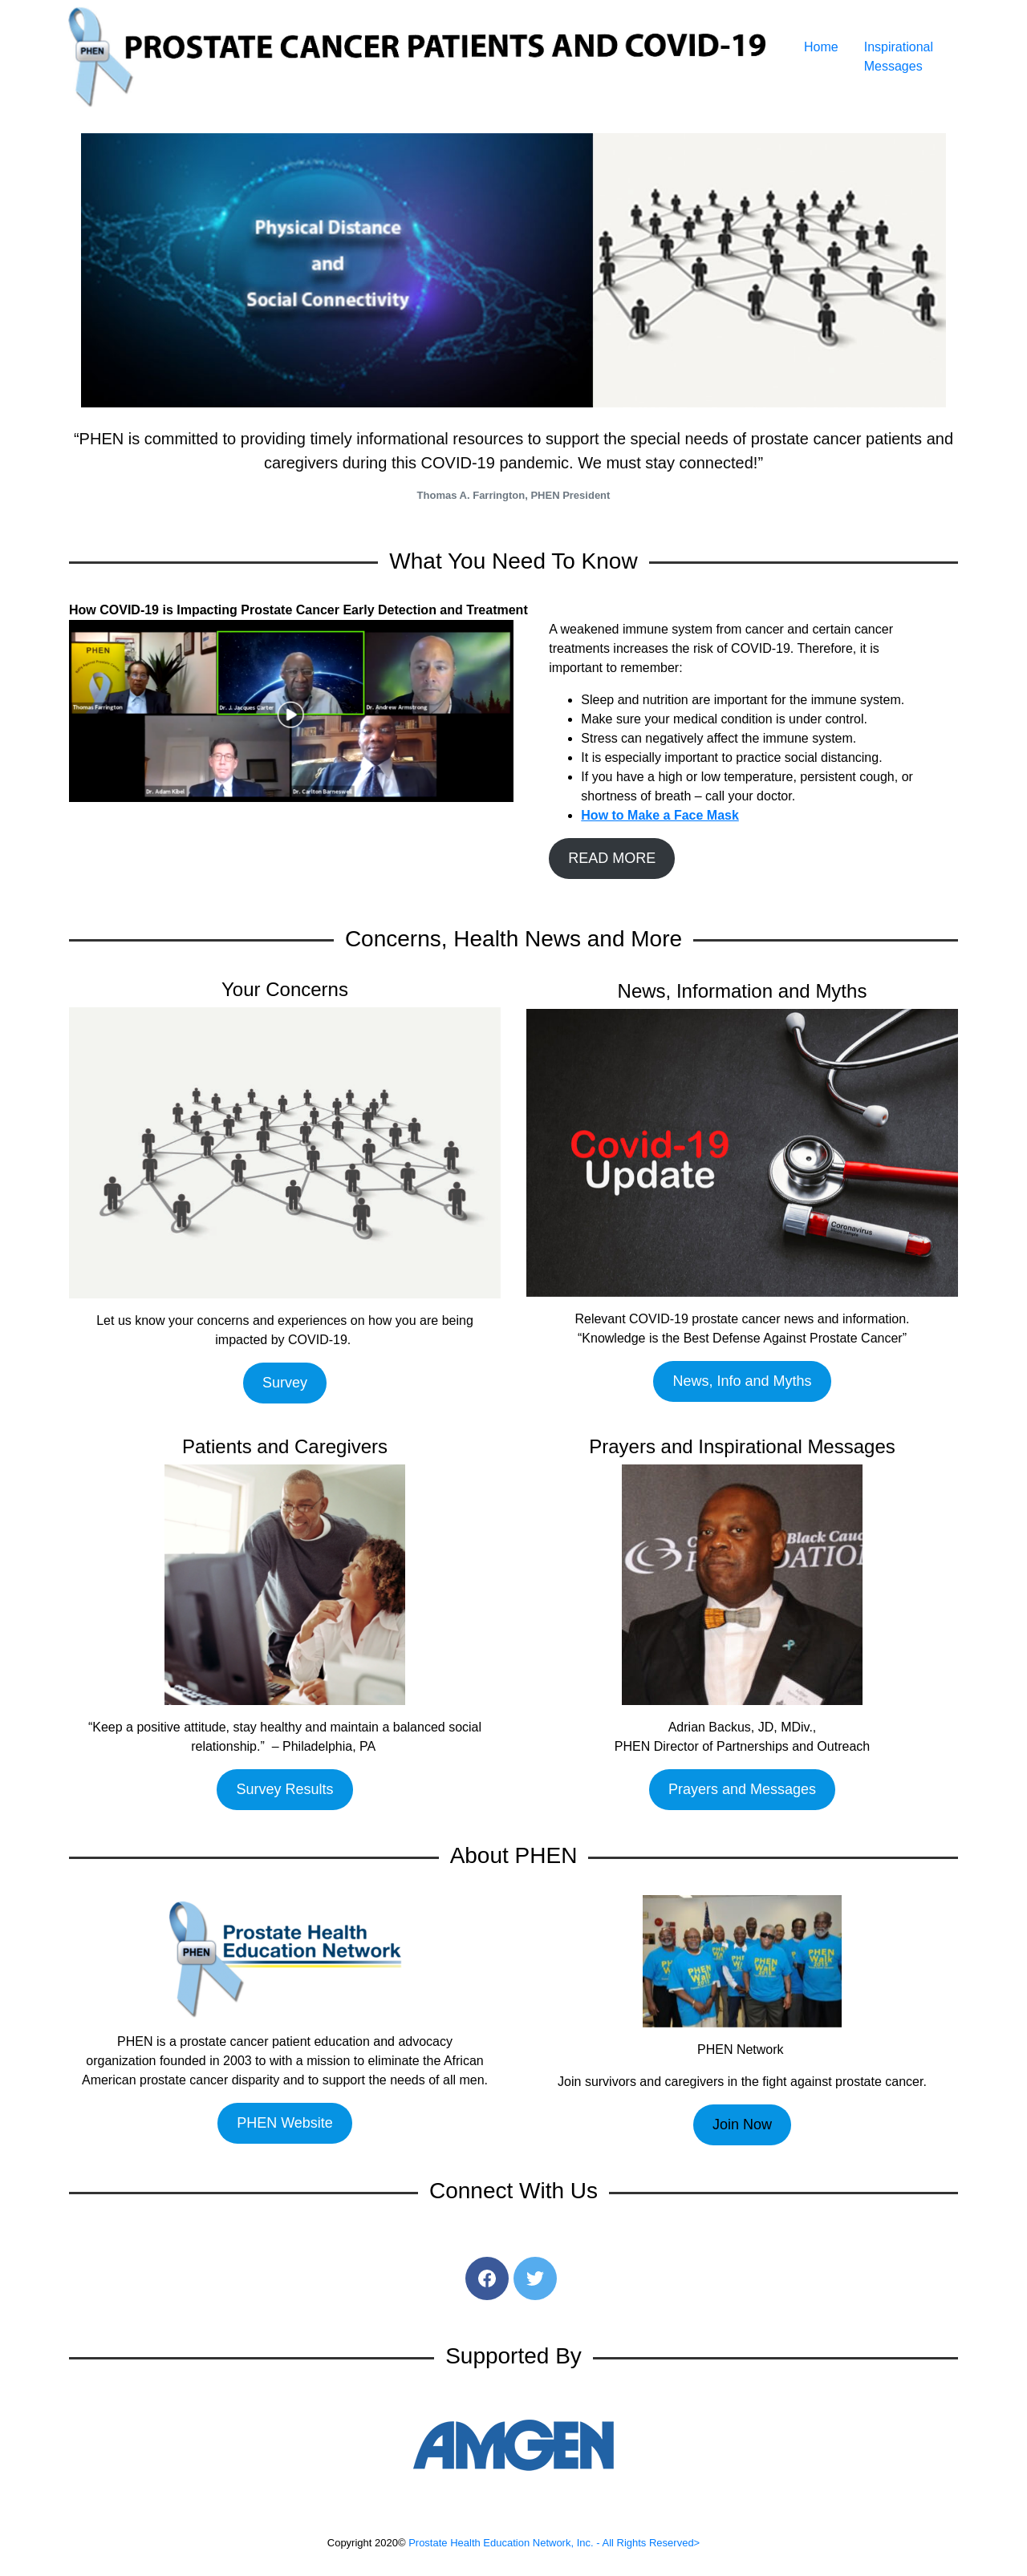 PHEN
PROSTATE CANCER PATIENTS AND COVID-19
Home
Inspirational
Messages
Physical Distance
and
Social Connectivity
“PHEN is committed to providing timely informational resources to support the special needs of prostate cancer patients and
caregivers during this COVID-19 pandemic. We must stay connected!”
Thomas A. Farrington, PHEN President
What You Need To Know
How COVID-19 is Impacting Prostate Cancer Early Detection and Treatment
PHEN
Thomas Farrington
Dr. J. Jacques Carter
Dr. Andrew Armstrong
Dr. Adam Kibel
Dr. Carlton Barneswell
A weakened immune system from cancer and certain cancer
treatments increases the risk of COVID-19. Therefore, it is
important to remember:
Sleep and nutrition are important for the immune system.
Make sure your medical condition is under control.
Stress can negatively affect the immune system.
It is especially important to practice social distancing.
If you have a high or low temperature, persistent cough, or
shortness of breath – call your doctor.
How to Make a Face Mask
READ MORE
Concerns, Health News and More
Your Concerns
Let us know your concerns and experiences on how you are being
impacted by COVID-19.
Survey
News, Information and Myths
Covid-19
Update
Coronavirus
Relevant COVID-19 prostate cancer news and information.
“Knowledge is the Best Defense Against Prostate Cancer”
News, Info and Myths
Patients and Caregivers
“Keep a positive attitude, stay healthy and maintain a balanced social
relationship.”  – Philadelphia, PA
Survey Results
Prayers and Inspirational Messages
Black Cauc
Adrian Backus, JD, MDiv.,
PHEN Director of Partnerships and Outreach
Prayers and Messages
About PHEN
PHEN
Prostate Health
Education Network
PHEN is a prostate cancer patient education and advocacy
organization founded in 2003 to with a mission to eliminate the African
American prostate cancer disparity and to support the needs of all men.
PHEN Website
PHEN Network
Join survivors and caregivers in the fight against prostate cancer.
Join Now
Connect With Us
Supported By
AMGEN
Copyright 2020© Prostate Health Education Network, Inc. - All Rights Reserved>